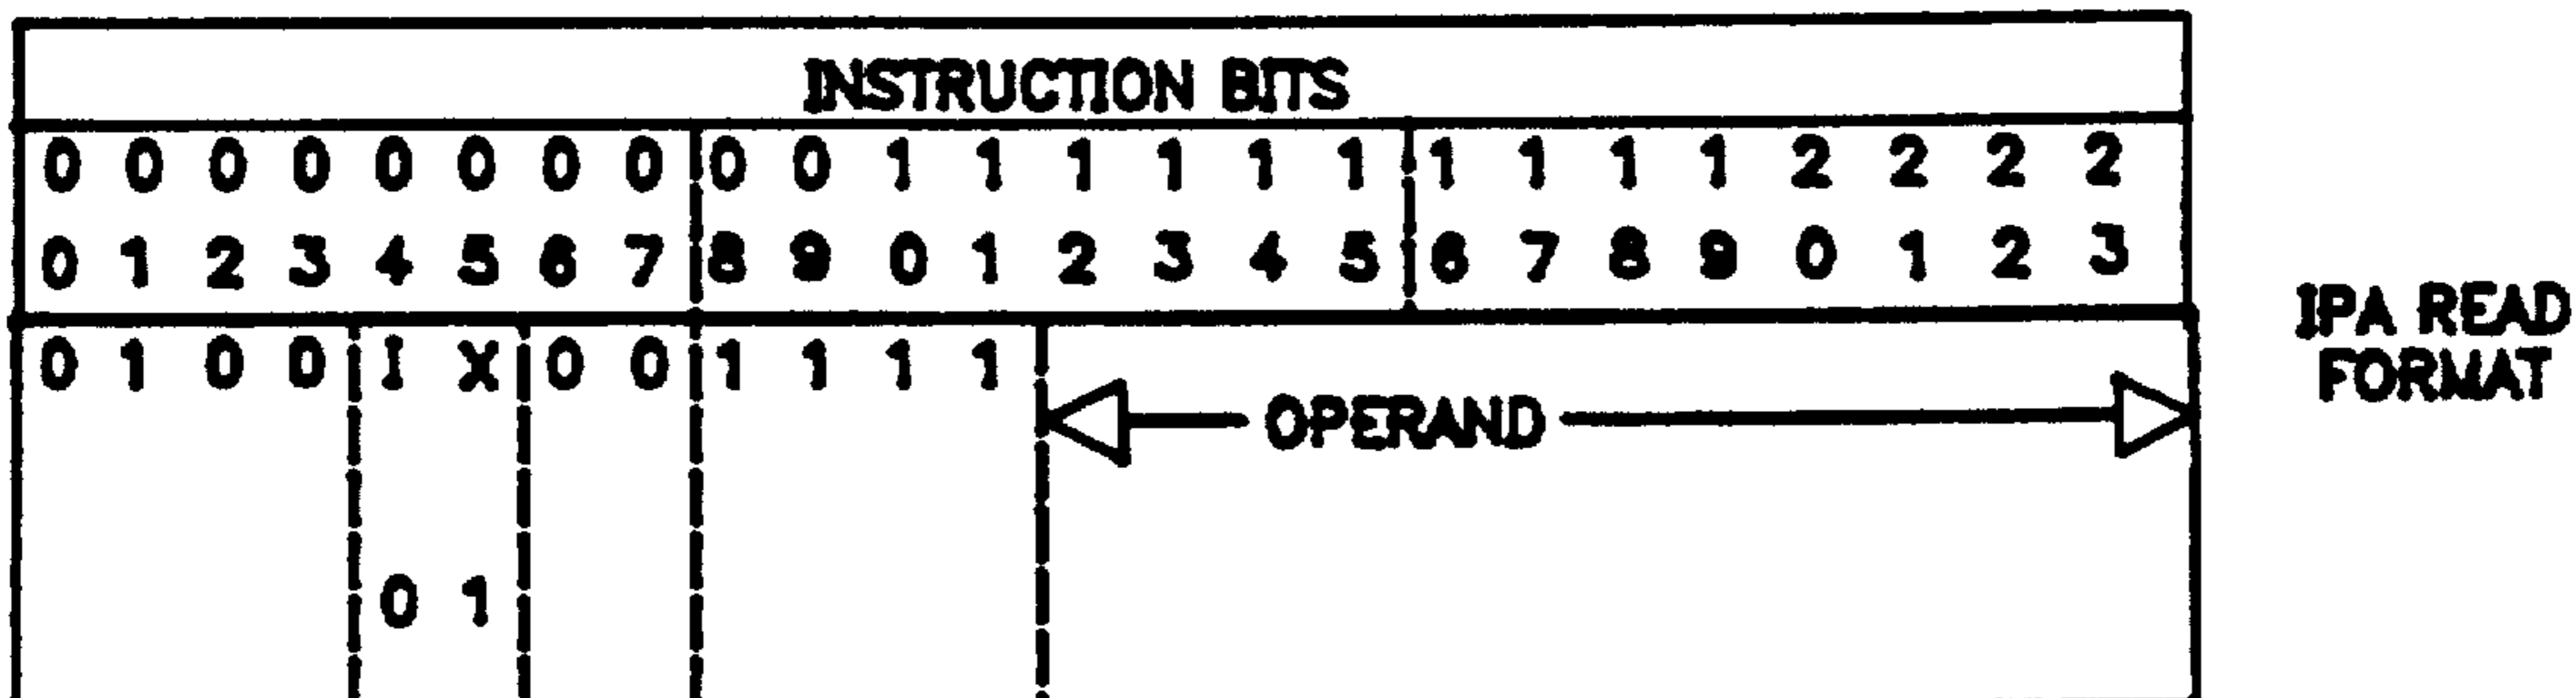 INSTRUCTION BITS
0 0 0 0 0 0 0 0 0 0 1 1 1 1 1 1 1 1 1 1 2 2 2 2
0 1 2 3 4 5 6 7 8 9 0 1 2 3 4 5 6 7 8 9 0 1 2 3
0 1 0 0 I X 0 0 1 1 1 1
OPERAND
0 1
IPA READ
FORMAT